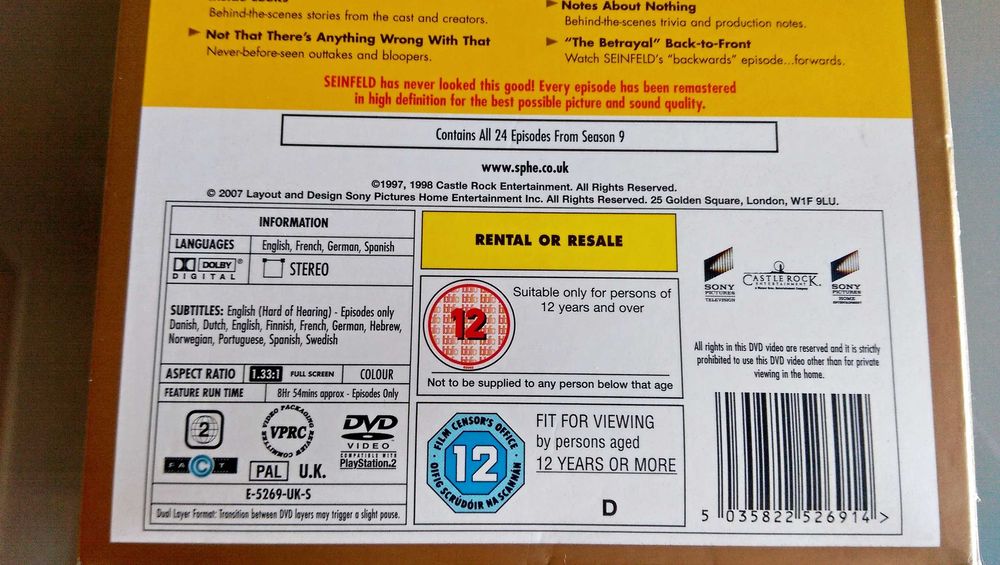 Behind-the-scenes stories from the cast and creators.
Not That There's Anything Wrong With That
Never-before-seen outtakes and bloopers.
Notes About Nothing
Behind-the-scenes trivia and production notes.
"The Betrayal" Back-to-Front
Watch SEINFELD's "backwards" episode...forwards.
SEINFELD has never looked this good! Every episode has been remastered
in high definition for the best possible picture and sound quality.
Contains All 24 Episodes From Season 9
www.sphe.co.uk
©1997, 1998 Castle Rock Entertainment. All Rights Reserved.
© 2007 Layout and Design Sony Pictures Home Entertainment Inc. All Rights Reserved. 25 Golden Square, London, W1F 9LU.
INFORMATION
LANGUAGES English, French, German, Spanish
DOLBY®
DIGITAL
STEREO
SUBTITLES: English (Hard of Hearing) - Episodes only
Danish, Dutch, English, Finnish, French, German, Hebrew,
Norwegian, Portuguese, Spanish, Swedish
ASPECT RATIO 1.33:1 FULL SCREEN COLOUR
FEATURE RUN TIME 8Hr 54mins approx - Episodes Only
2
VIDEO PACKAGING REVIEW COMMITTEE
VPRC
DVD
VIDEO
COMPATIBLE WITH
PlayStation.2
FACT
PAL U.K.
E-5269-UK-S
Dual Layer Format: Transition between DVD layers may trigger a slight pause.
RENTAL OR RESALE
12
Suitable only for persons of
12 years and over
Not to be supplied to any person below that age
FILM CENSOR'S OFFICE
12
OIFIG SCRÚDÓIR NA SCANNÁN
FIT FOR VIEWING
by persons aged
12 YEARS OR MORE
D
SONY
PICTURES
TELEVISION
CASTLE ROCK
ENTERTAINMENT
SONY
PICTURES
HOME
ENTERTAINMENT
All rights in this DVD video are reserved and it is strictly
prohibited to use this DVD video other than for private
viewing in the home.
5 035822 526914 >